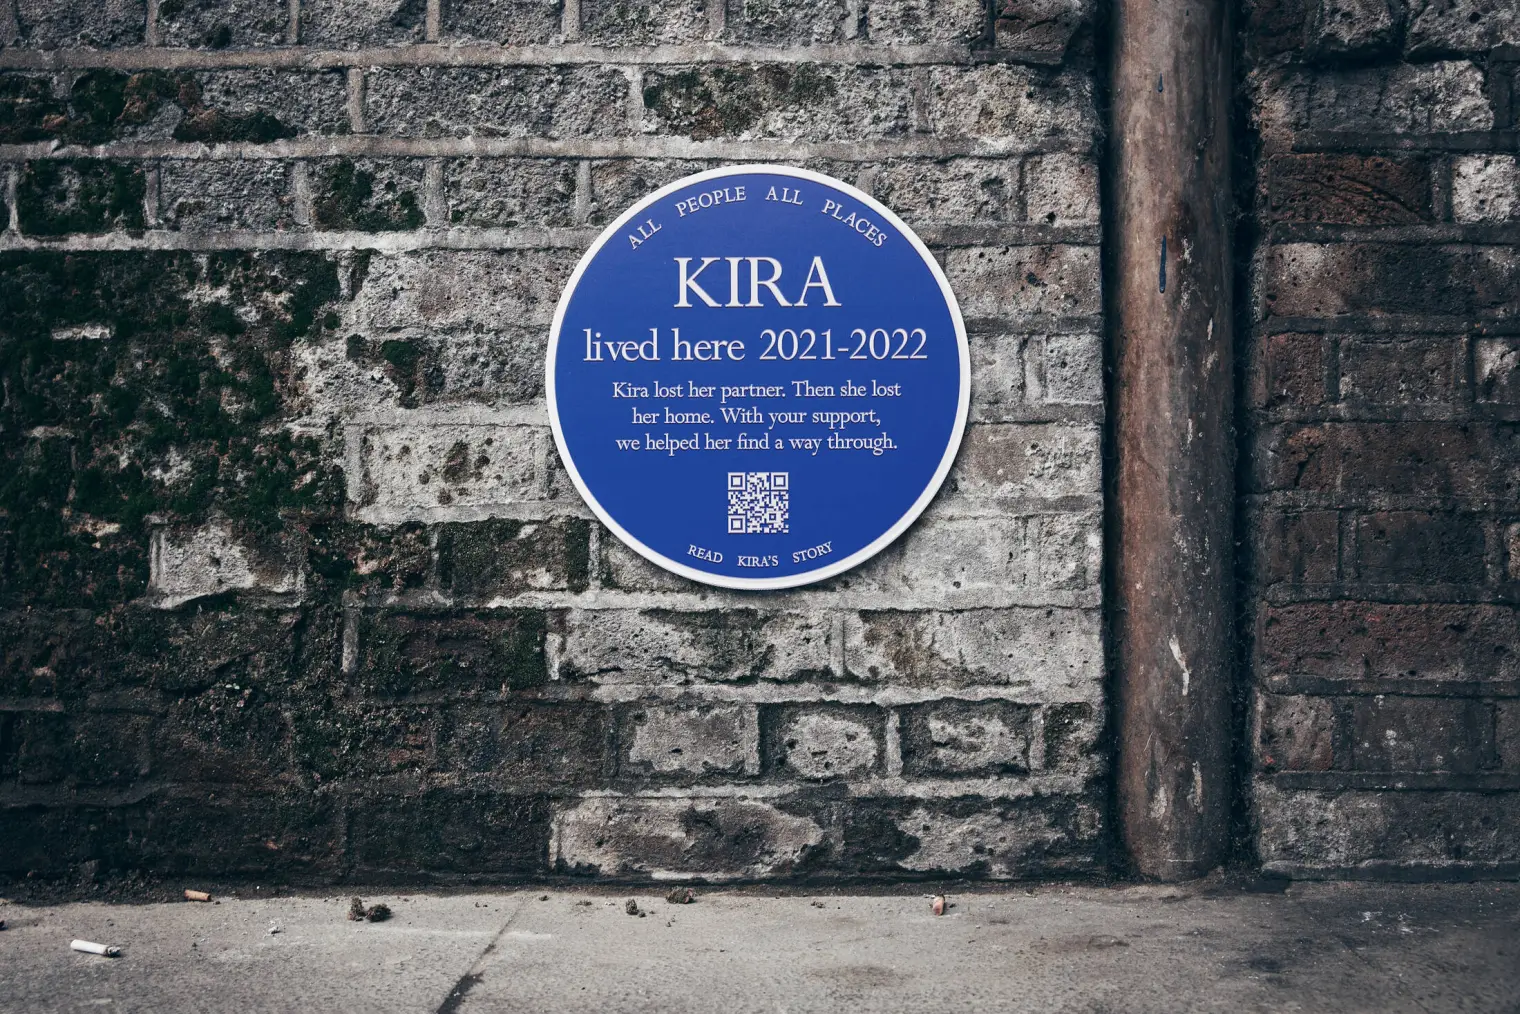 ALL PEOPLE ALL PLACES
KIRA
lived here 2021-2022
Kira lost her partner. Then she lost
her home. With your support,
we helped her find a way through.
READ KIRA'S STORY